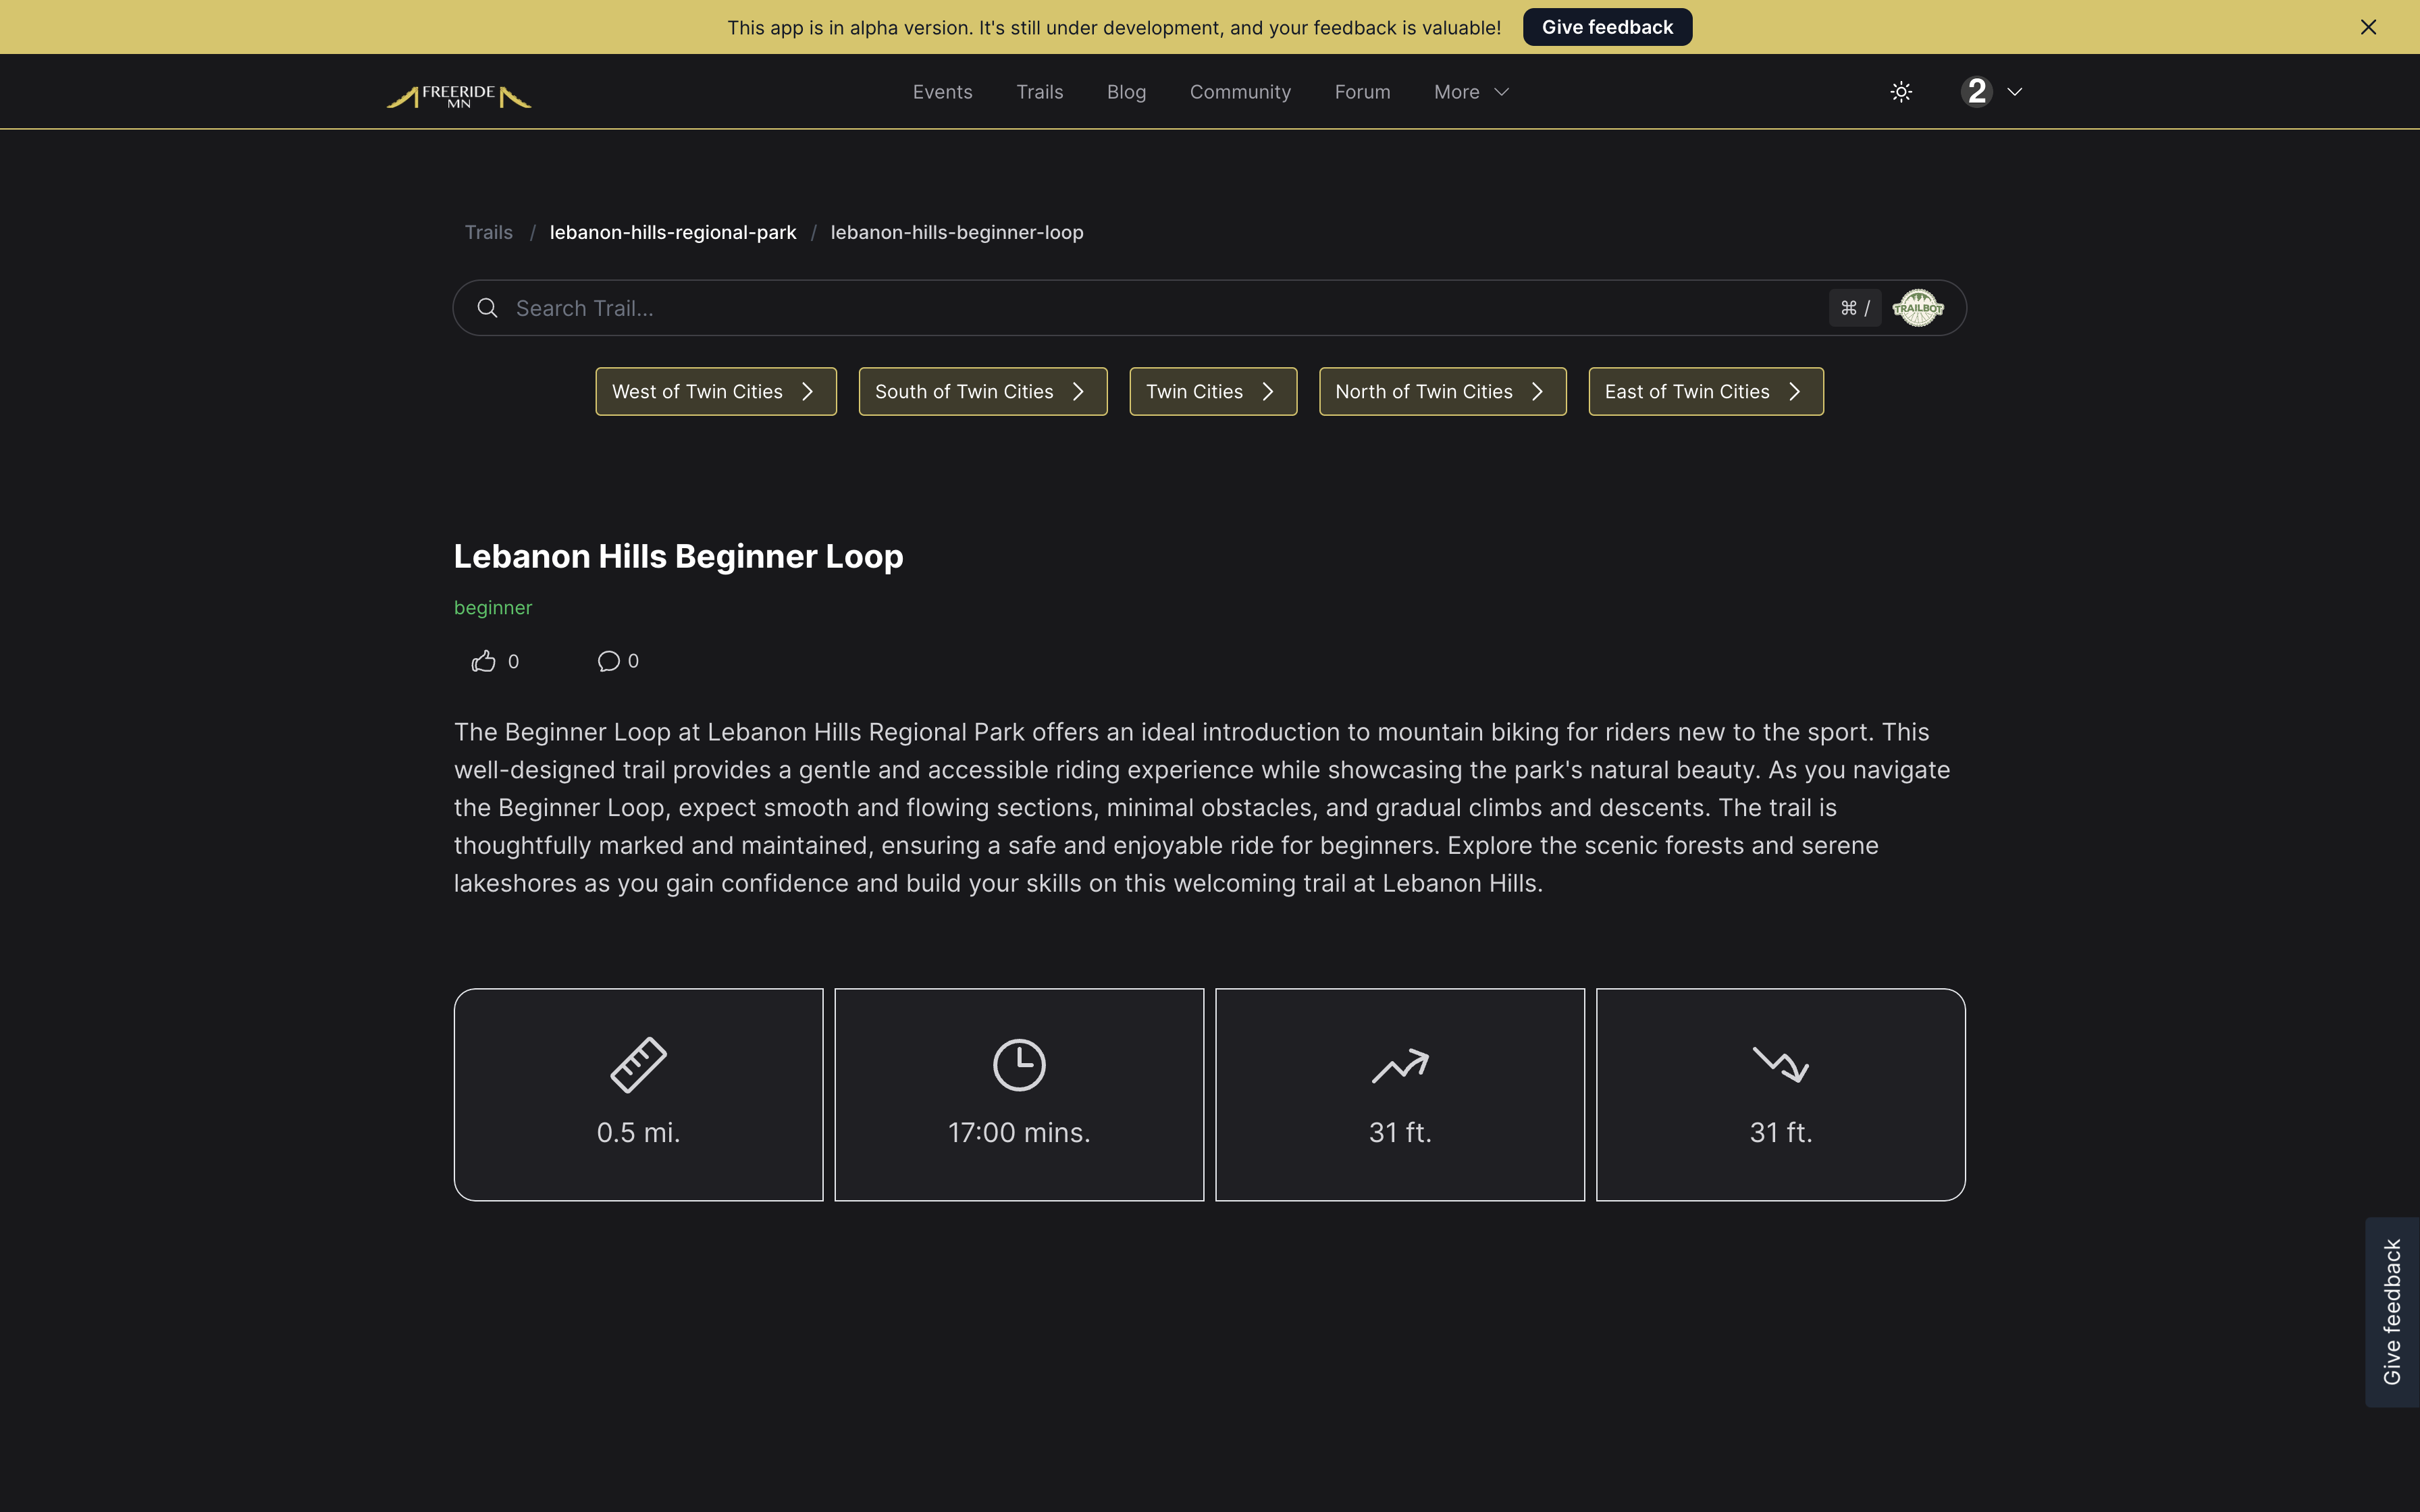 This app is in alpha version. It's still under development, and your feedback is valuable!
Give feedback
FREERIDE
MN
Events
Trails
Blog
Community
Forum
More
2
Trails / lebanon-hills-regional-park / lebanon-hills-beginner-loop
Search Trail...
⌘ /
TRAILBOT
West of Twin Cities
South of Twin Cities
Twin Cities
North of Twin Cities
East of Twin Cities
Lebanon Hills Beginner Loop
beginner
0
0
The Beginner Loop at Lebanon Hills Regional Park offers an ideal introduction to mountain biking for riders new to the sport. This
well-designed trail provides a gentle and accessible riding experience while showcasing the park's natural beauty. As you navigate
the Beginner Loop, expect smooth and flowing sections, minimal obstacles, and gradual climbs and descents. The trail is
thoughtfully marked and maintained, ensuring a safe and enjoyable ride for beginners. Explore the scenic forests and serene
lakeshores as you gain confidence and build your skills on this welcoming trail at Lebanon Hills.
0.5 mi.
17:00 mins.
31 ft.
31 ft.
Give feedback